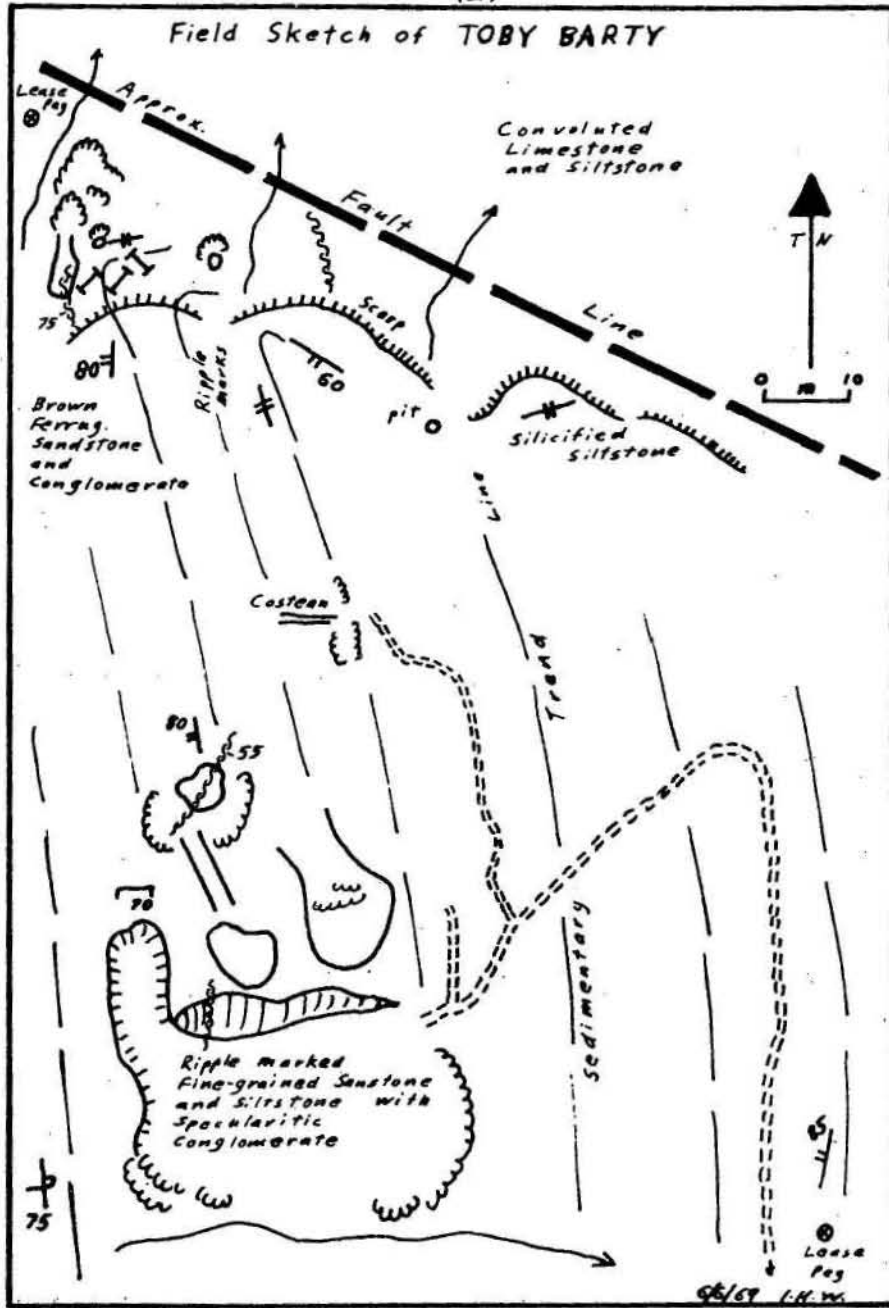 Field Sketch of TOBY BARTY
Lease
Peg
Approx.
Fault
Line
Convoluted
Limestone
and Siltstone
T N
0 m 10
75
80
Ripple
marks
Scarp
60
pit
Silicified
Siltstone
Brown
Ferrug.
Sandstone
and
Conglomerate
Costean
Line
Trend
Sedimentary
80
55
70
Ripple marked
Fine-grained Sanstone
and Siltstone with
Specularitic
Conglomerate
75
Lease
Peg
I.H.W.